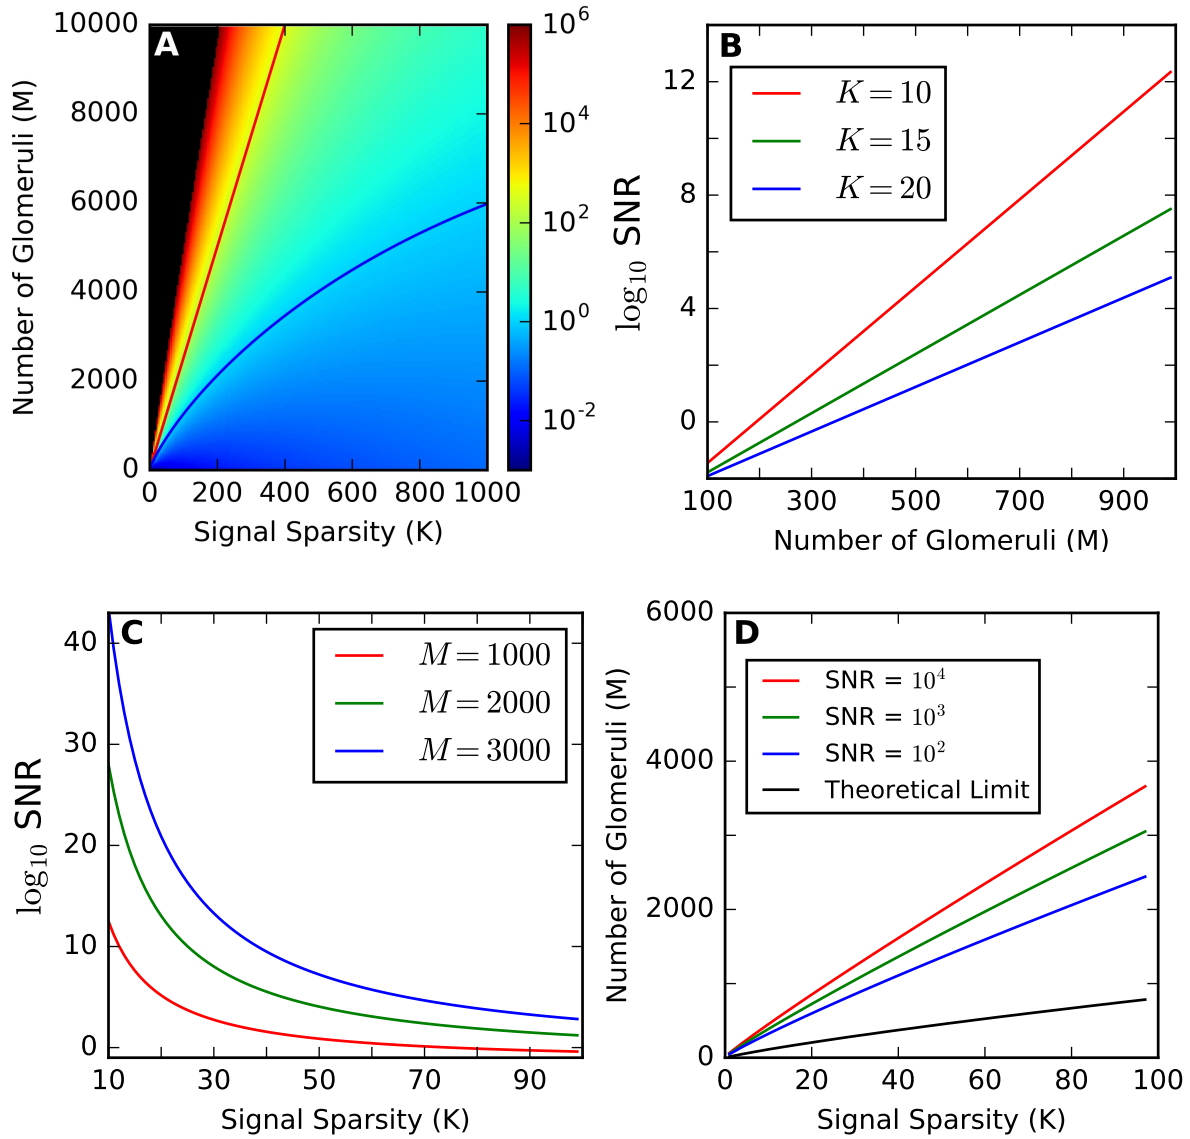 A
10000
8000
6000
4000
2000
0
0 200 400 600 800 1000
Number of Glomeruli (M)
Signal Sparsity (K)
10^6
10^4
10^2
10^0
10^-2
B
K = 10
K = 15
K = 20
12
8
4
0
100 300 500 700 900
log10 SNR
Number of Glomeruli (M)
C
M = 1000
M = 2000
M = 3000
40
30
20
10
0
10 30 50 70 90
log10 SNR
Signal Sparsity (K)
D
SNR = 10^4
SNR = 10^3
SNR = 10^2
Theoretical Limit
6000
4000
2000
0
0 20 40 60 80 100
Number of Glomeruli (M)
Signal Sparsity (K)